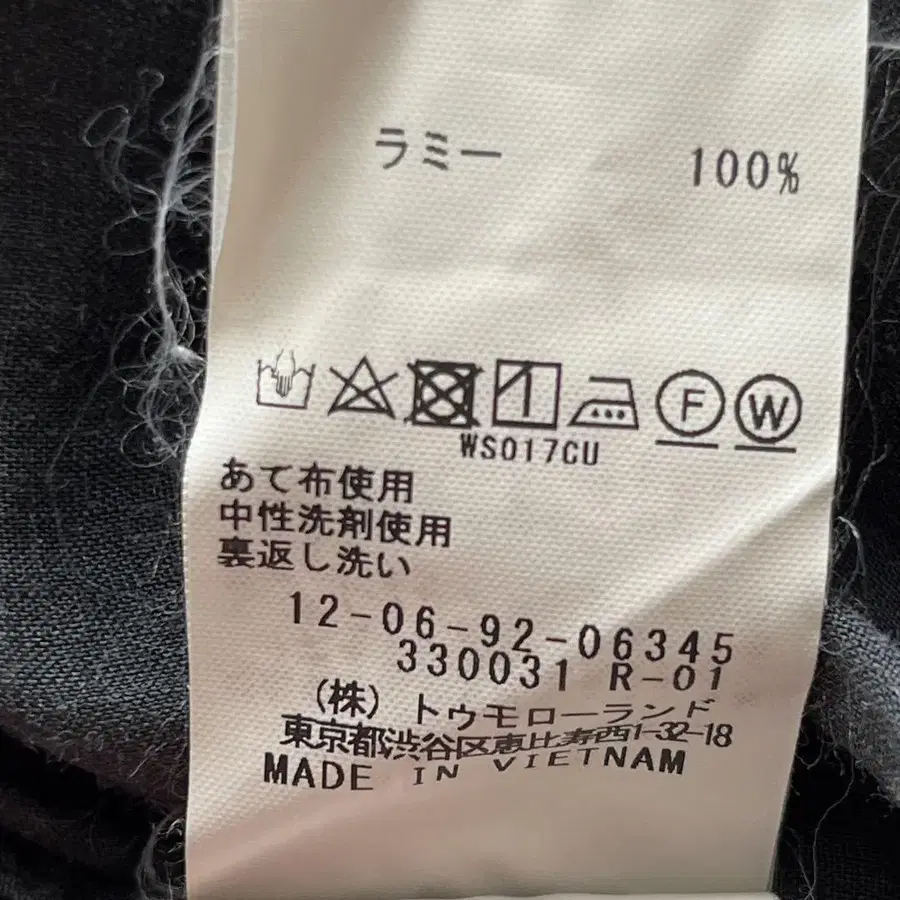 ラミー 100%
F W
WS017CU
あて布使用
中性洗剤使用
裏返し洗い
12-06-92-06345
330031 R-01
(株) トゥモローランド
東京都渋谷区恵比寿西1-32-18
MADE IN VIETNAM